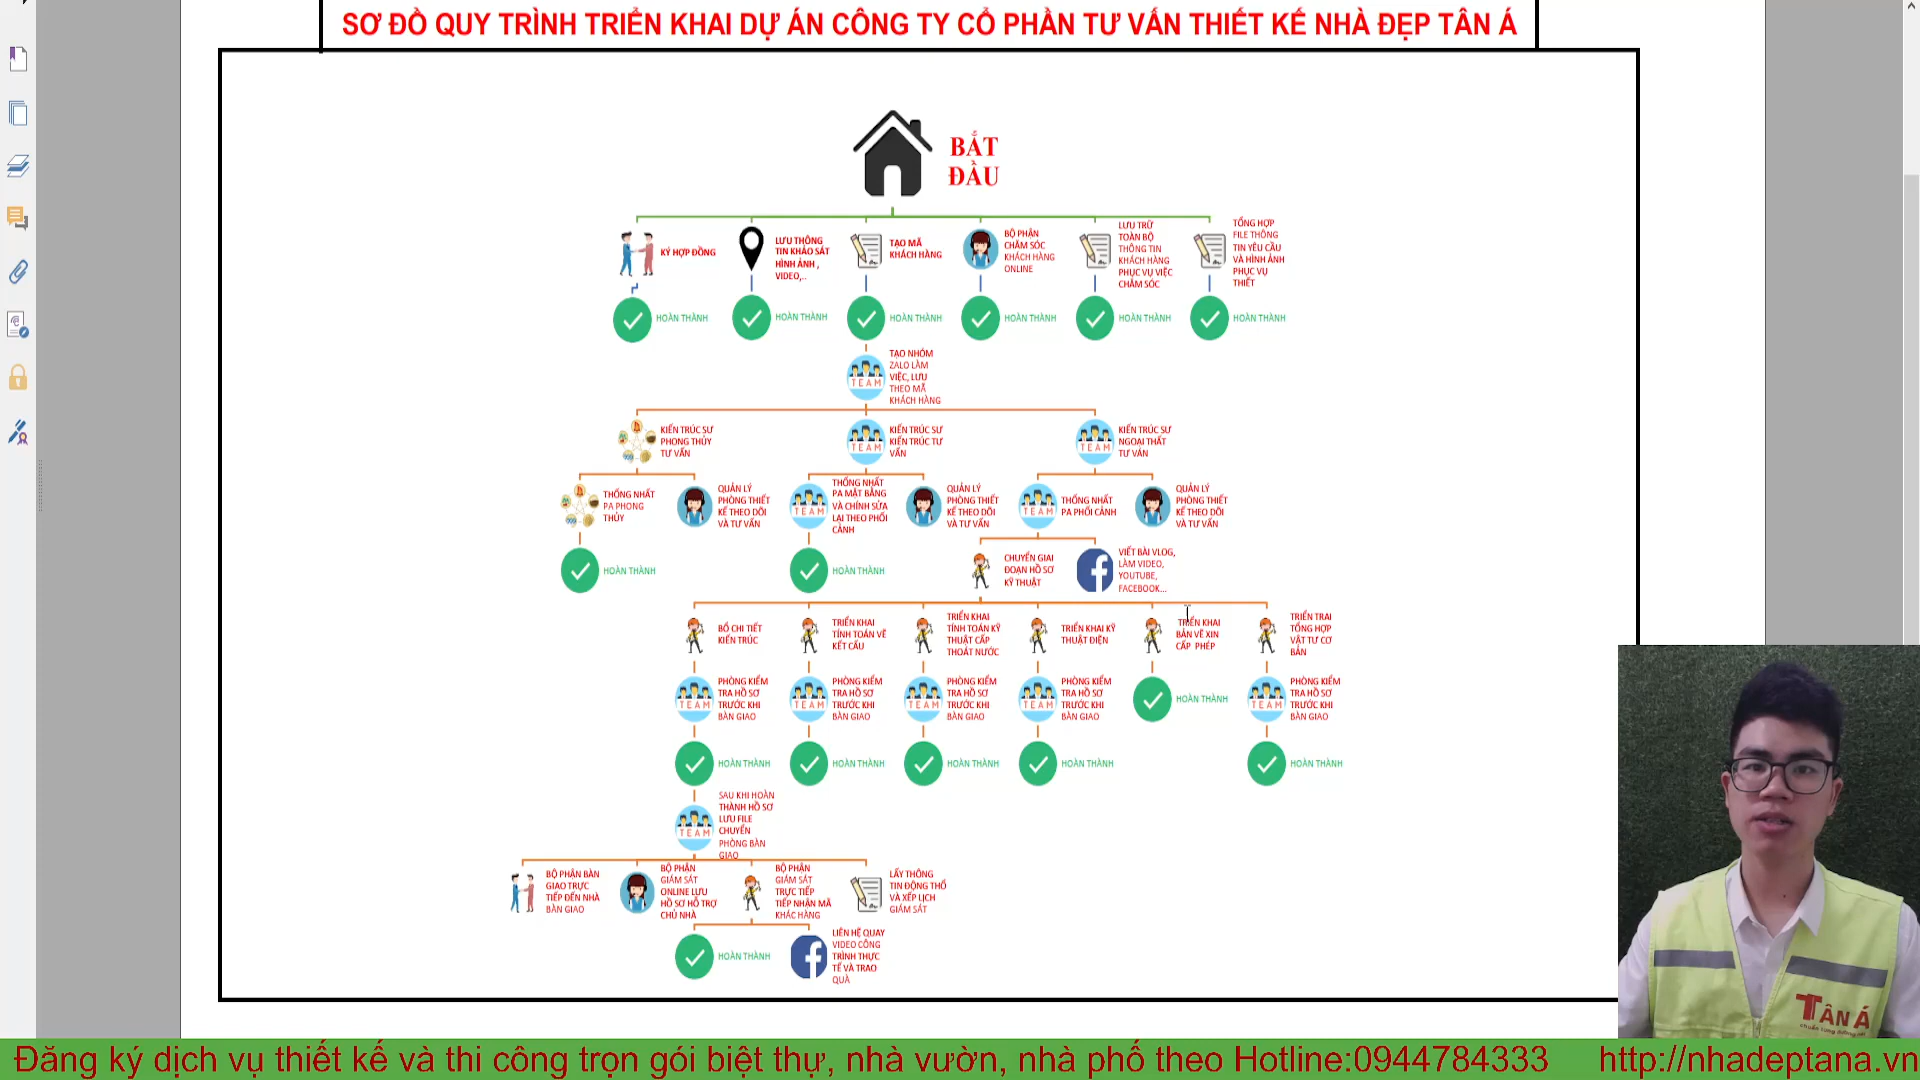 SƠ ĐỒ QUY TRÌNH TRIỂN KHAI DỰ ÁN CÔNG TY CỔ PHẦN TƯ VẤN THIẾT KẾ NHÀ ĐẸP TÂN Á
BẮT
ĐẦU
KÝ HỢP ĐỒNG
LƯU THÔNG
TIN KHẢO SÁT
HÌNH ẢNH ,
VIDEO,..
TẠO MÃ
KHÁCH HÀNG
BỘ PHẬN
CHĂM SÓC
KHÁCH HÀNG
ONLINE
LƯU TRỮ
TOÀN BỘ
THÔNG TIN
KHÁCH HÀNG
PHỤC VỤ VIỆC
CHĂM SÓC
TỔNG HỢP
FILE THÔNG
TIN YÊU CẦU
VÀ HÌNH ẢNH
PHỤC VỤ
THIẾT
HOÀN THÀNH
HOÀN THÀNH
HOÀN THÀNH
HOÀN THÀNH
HOÀN THÀNH
HOÀN THÀNH
TEAM
TẠO NHÓM
ZALO LÀM
VIỆC, LƯU
THEO MÃ
KHÁCH HÀNG
KIẾN TRÚC SƯ
PHONG THỦY
TƯ VẤN
TEAM
KIẾN TRÚC SƯ
KIẾN TRÚC TƯ
VẤN
TEAM
KIẾN TRÚC SƯ
NGOẠI THẤT
TƯ VẤN
THỐNG NHẤT
PA PHONG
THỦY
QUẢN LÝ
PHÒNG THIẾT
KẾ THEO DÕI
VÀ TƯ VẤN
TEAM
THỐNG NHẤT
PA MẶT BẰNG
VÀ CHỈNH SỬA
LẠI THEO PHỐI
CẢNH
QUẢN LÝ
PHÒNG THIẾT
KẾ THEO DÕI
VÀ TƯ VẤN
TEAM
THỐNG NHẤT
PA PHỐI CẢNH
QUẢN LÝ
PHÒNG THIẾT
KẾ THEO DÕI
VÀ TƯ VẤN
HOÀN THÀNH
HOÀN THÀNH
CHUYỂN GIAI
ĐOẠN HỒ SƠ
KỸ THUẬT
VIẾT BÀI VLOG,
LÀM VIDEO,
YOUTUBE,
FACEBOOK...
BỔ CHI TIẾT
KIẾN TRÚC
TRIỂN KHAI
TÍNH TOÁN VẼ
KẾT CẤU
TRIỂN KHAI
TÍNH TOÁN KỸ
THUẬT CẤP
THOÁT NƯỚC
TRIỂN KHAI KỸ
THUẬT ĐIỆN
TRIỂN KHAI
BẢN VẼ XIN
CẤP PHÉP
TRIỂN TRAI
TỔNG HỢP
VẬT TƯ CƠ
BẢN
TEAM
PHÒNG KIỂM
TRA HỒ SƠ
TRƯỚC KHI
BÀN GIAO
TEAM
PHÒNG KIỂM
TRA HỒ SƠ
TRƯỚC KHI
BÀN GIAO
TEAM
PHÒNG KIỂM
TRA HỒ SƠ
TRƯỚC KHI
BÀN GIAO
TEAM
PHÒNG KIỂM
TRA HỒ SƠ
TRƯỚC KHI
BÀN GIAO
HOÀN THÀNH
TEAM
PHÒNG KIỂM
TRA HỒ SƠ
TRƯỚC KHI
BÀN GIAO
HOÀN THÀNH
HOÀN THÀNH
HOÀN THÀNH
HOÀN THÀNH
HOÀN THÀNH
TEAM
SAU KHI HOÀN
THÀNH HỒ SƠ
LƯU FILE
CHUYỂN
PHÒNG BÀN
GIAO
BỘ PHẬN BÀN
GIAO TRỰC
TIẾP ĐẾN NHÀ
BÀN GIAO
BỘ PHẬN
GIÁM SÁT
ONLINE LƯU
HỒ SƠ HỖ TRỢ
CHỦ NHÀ
BỘ PHẬN
GIÁM SÁT
TRỰC TIẾP
TIẾP NHẬN MÃ
KHÁC HÀNG
LẤY THÔNG
TIN ĐỘNG THỔ
VÀ XẾP LỊCH
GIÁM SÁT
HOÀN THÀNH
LIÊN HỆ QUAY
VIDEO CÔNG
TRÌNH THỰC
TẾ VÀ TRAO
QUÀ
TÂN Á
Đăng ký dịch vụ thiết kế và thi công trọn gói biệt thự, nhà vườn, nhà phố theo Hotline:0944784333 http://nhadeptana.vn